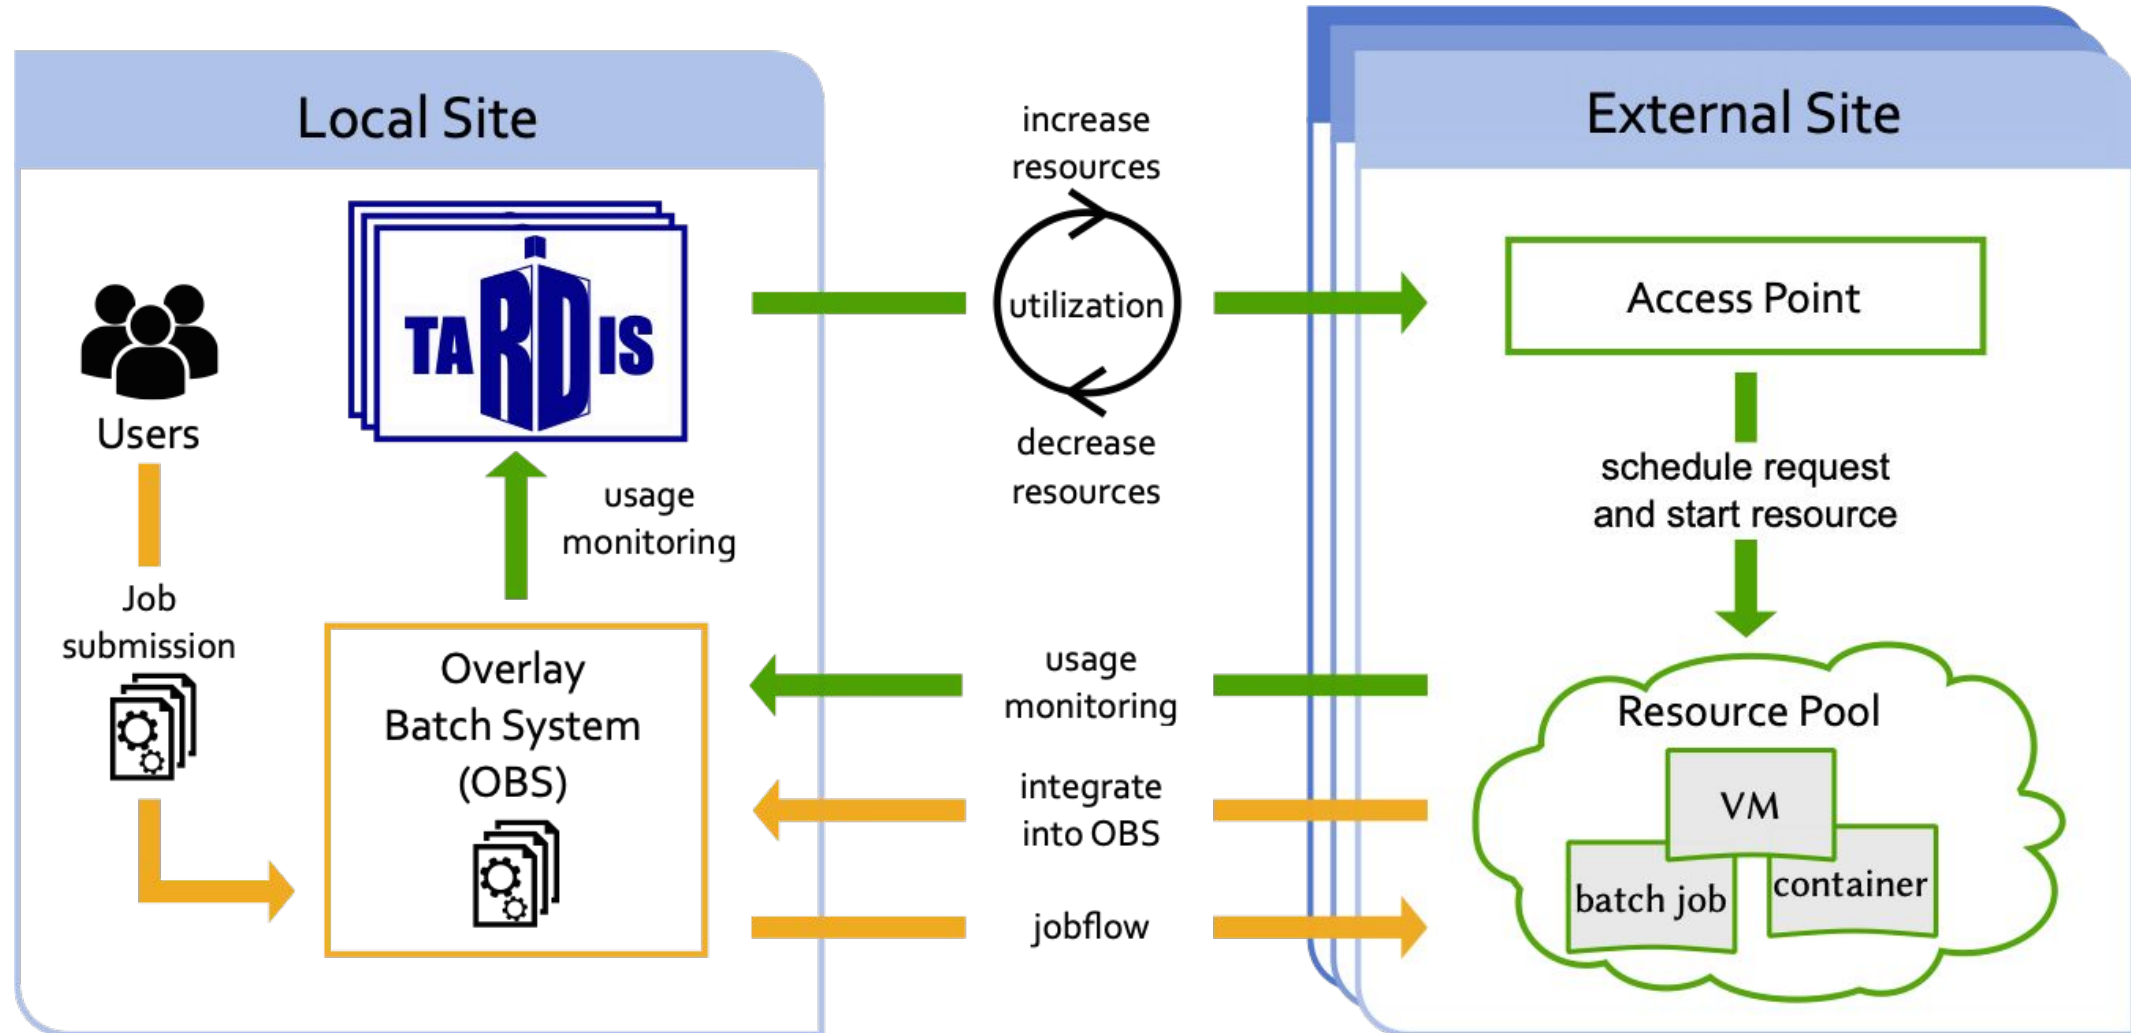 Local Site
Users
Job
submission
TARDIS
usage
monitoring
Overlay
Batch System
(OBS)
increase
resources
utilization
decrease
resources
usage
monitoring
integrate
into OBS
jobflow
External Site
Access Point
schedule request
and start resource
Resource Pool
VM
batch job
container